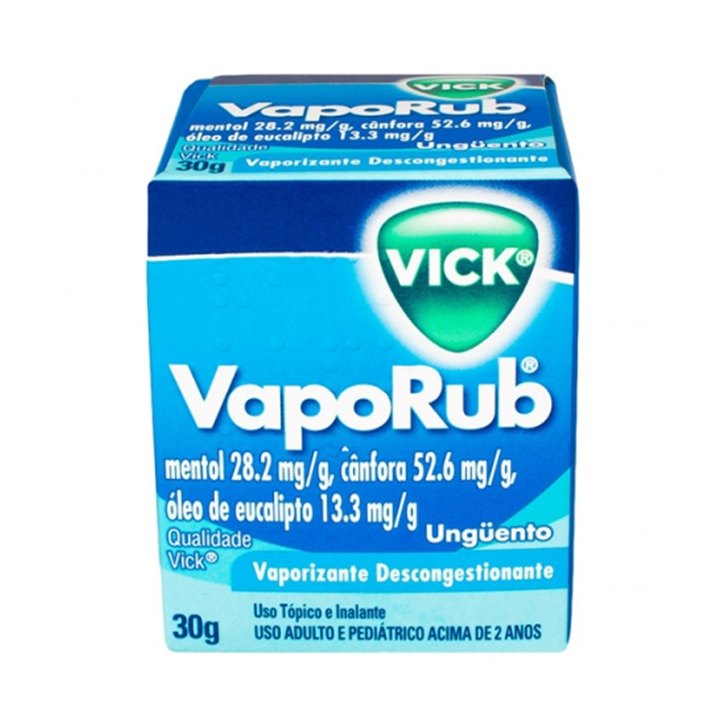 VICK
VapoRub
mentol 28.2 mg/g, cânfora 52.6 mg/g,
óleo de eucalipto 13.3 mg/g
Ungüento
Qualidade
Vick
Vaporizante Descongestionante
30g
VICK®
VapoRub®
mentol 28.2 mg/g, cânfora 52.6 mg/g,
óleo de eucalipto 13.3 mg/g
Ungüento
Qualidade
Vick®
Vaporizante Descongestionante
30g
Uso Tópico e Inalante
USO ADULTO E PEDIÁTRICO ACIMA DE 2 ANOS